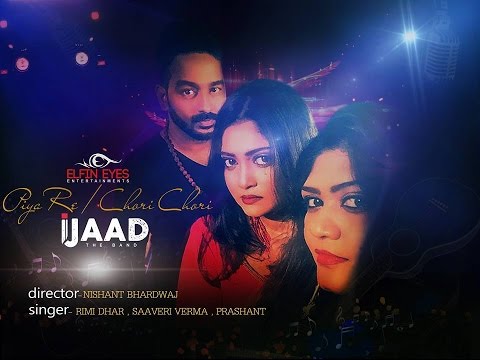 ELFIN EYES
ENTERTAINMENTS
Piya Re / Chori Chori
iJAAD
THE BAND
director-NISHANT BHARDWAJ
singer- RIMI DHAR , SAAVERI VERMA , PRASHANT